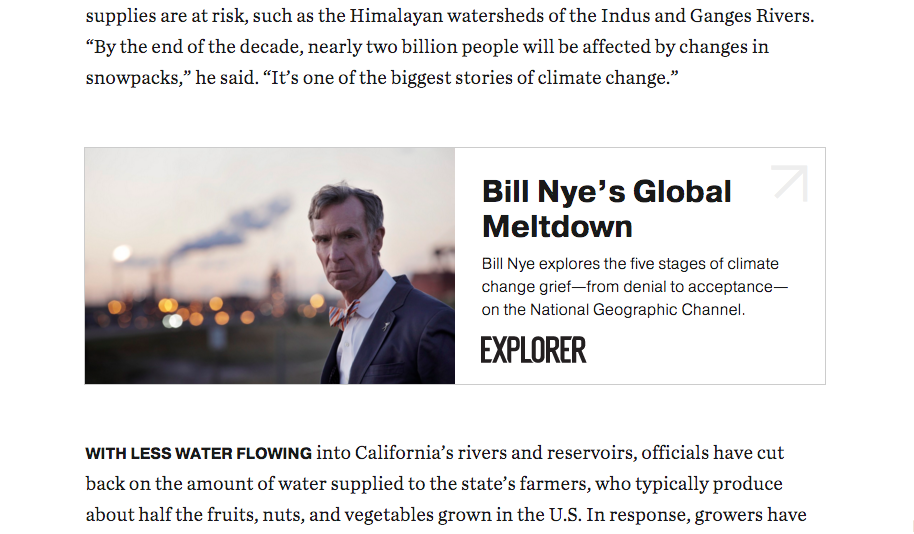 supplies are at risk, such as the Himalayan watersheds of the Indus and Ganges Rivers.
“By the end of the decade, nearly two billion people will be affected by changes in
snowpacks,” he said. “It’s one of the biggest stories of climate change.”
Bill Nye’s Global
Meltdown
Bill Nye explores the five stages of climate
change grief—from denial to acceptance—
on the National Geographic Channel.
EXPLORER
WITH LESS WATER FLOWING into California’s rivers and reservoirs, officials have cut
back on the amount of water supplied to the state’s farmers, who typically produce
about half the fruits, nuts, and vegetables grown in the U.S. In response, growers have